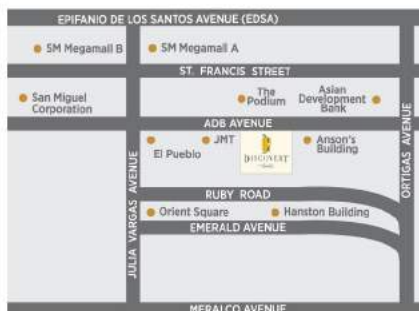 EPIFANIO DE LOS SANTOS AVENUE (EDSA)
SM Megamall B
SM Megamall A
ST. FRANCIS STREET
San Miguel
Corporation
The
Podium
Asian
Development
Bank
ADB AVENUE
El Pueblo
JMT
DISCOVERY
Anson's
Building
JULIA VARGAS AVENUE
ORTIGAS AVENUE
RUBY ROAD
Orient Square
Hanston Building
EMERALD AVENUE
MERALCO AVENUE